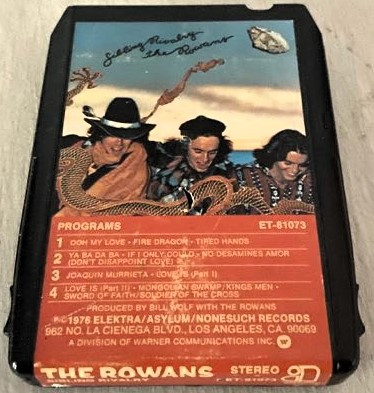 Sibling Rivalry
the Rowans
PROGRAMS ET-81073
1 OOH MY LOVE • FIRE DRAGON • TIRED HANDS
2 YA BA DA BA • IF I ONLY COULD • NO DESAMINES AMOR
(DON'T DISAPPOINT LOVE)
3 JOAQUIN MURRIETA • LOVE IS (Part I)
4 LOVE IS (Part II) • MONGOLIAN SWAMP/KINGS MEN •
SWORD OF FAITH/SOLDIER OF THE CROSS
PRODUCED BY BILL WOLF WITH THE ROWANS
℗©1976 ELEKTRA/ASYLUM/NONESUCH RECORDS
962 NO. LA CIENEGA BLVD., LOS ANGELES, CA. 90069
A DIVISION OF WARNER COMMUNICATIONS INC.
THE ROWANS STEREO
SIBLING RIVALRY ET-81073